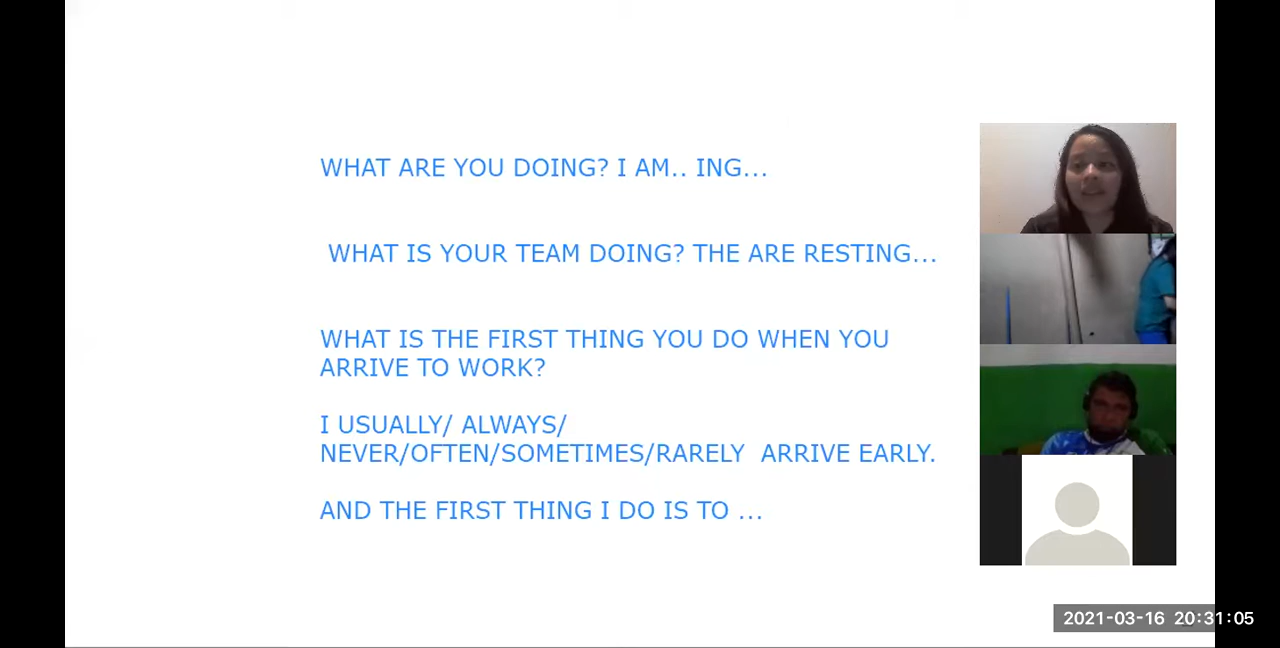 WHAT ARE YOU DOING? I AM.. ING...
WHAT IS YOUR TEAM DOING? THE ARE RESTING...
WHAT IS THE FIRST THING YOU DO WHEN YOU
ARRIVE TO WORK?
I USUALLY/ ALWAYS/
NEVER/OFTEN/SOMETIMES/RARELY  ARRIVE EARLY.
AND THE FIRST THING I DO IS TO ...
2021-03-16 20:31:05